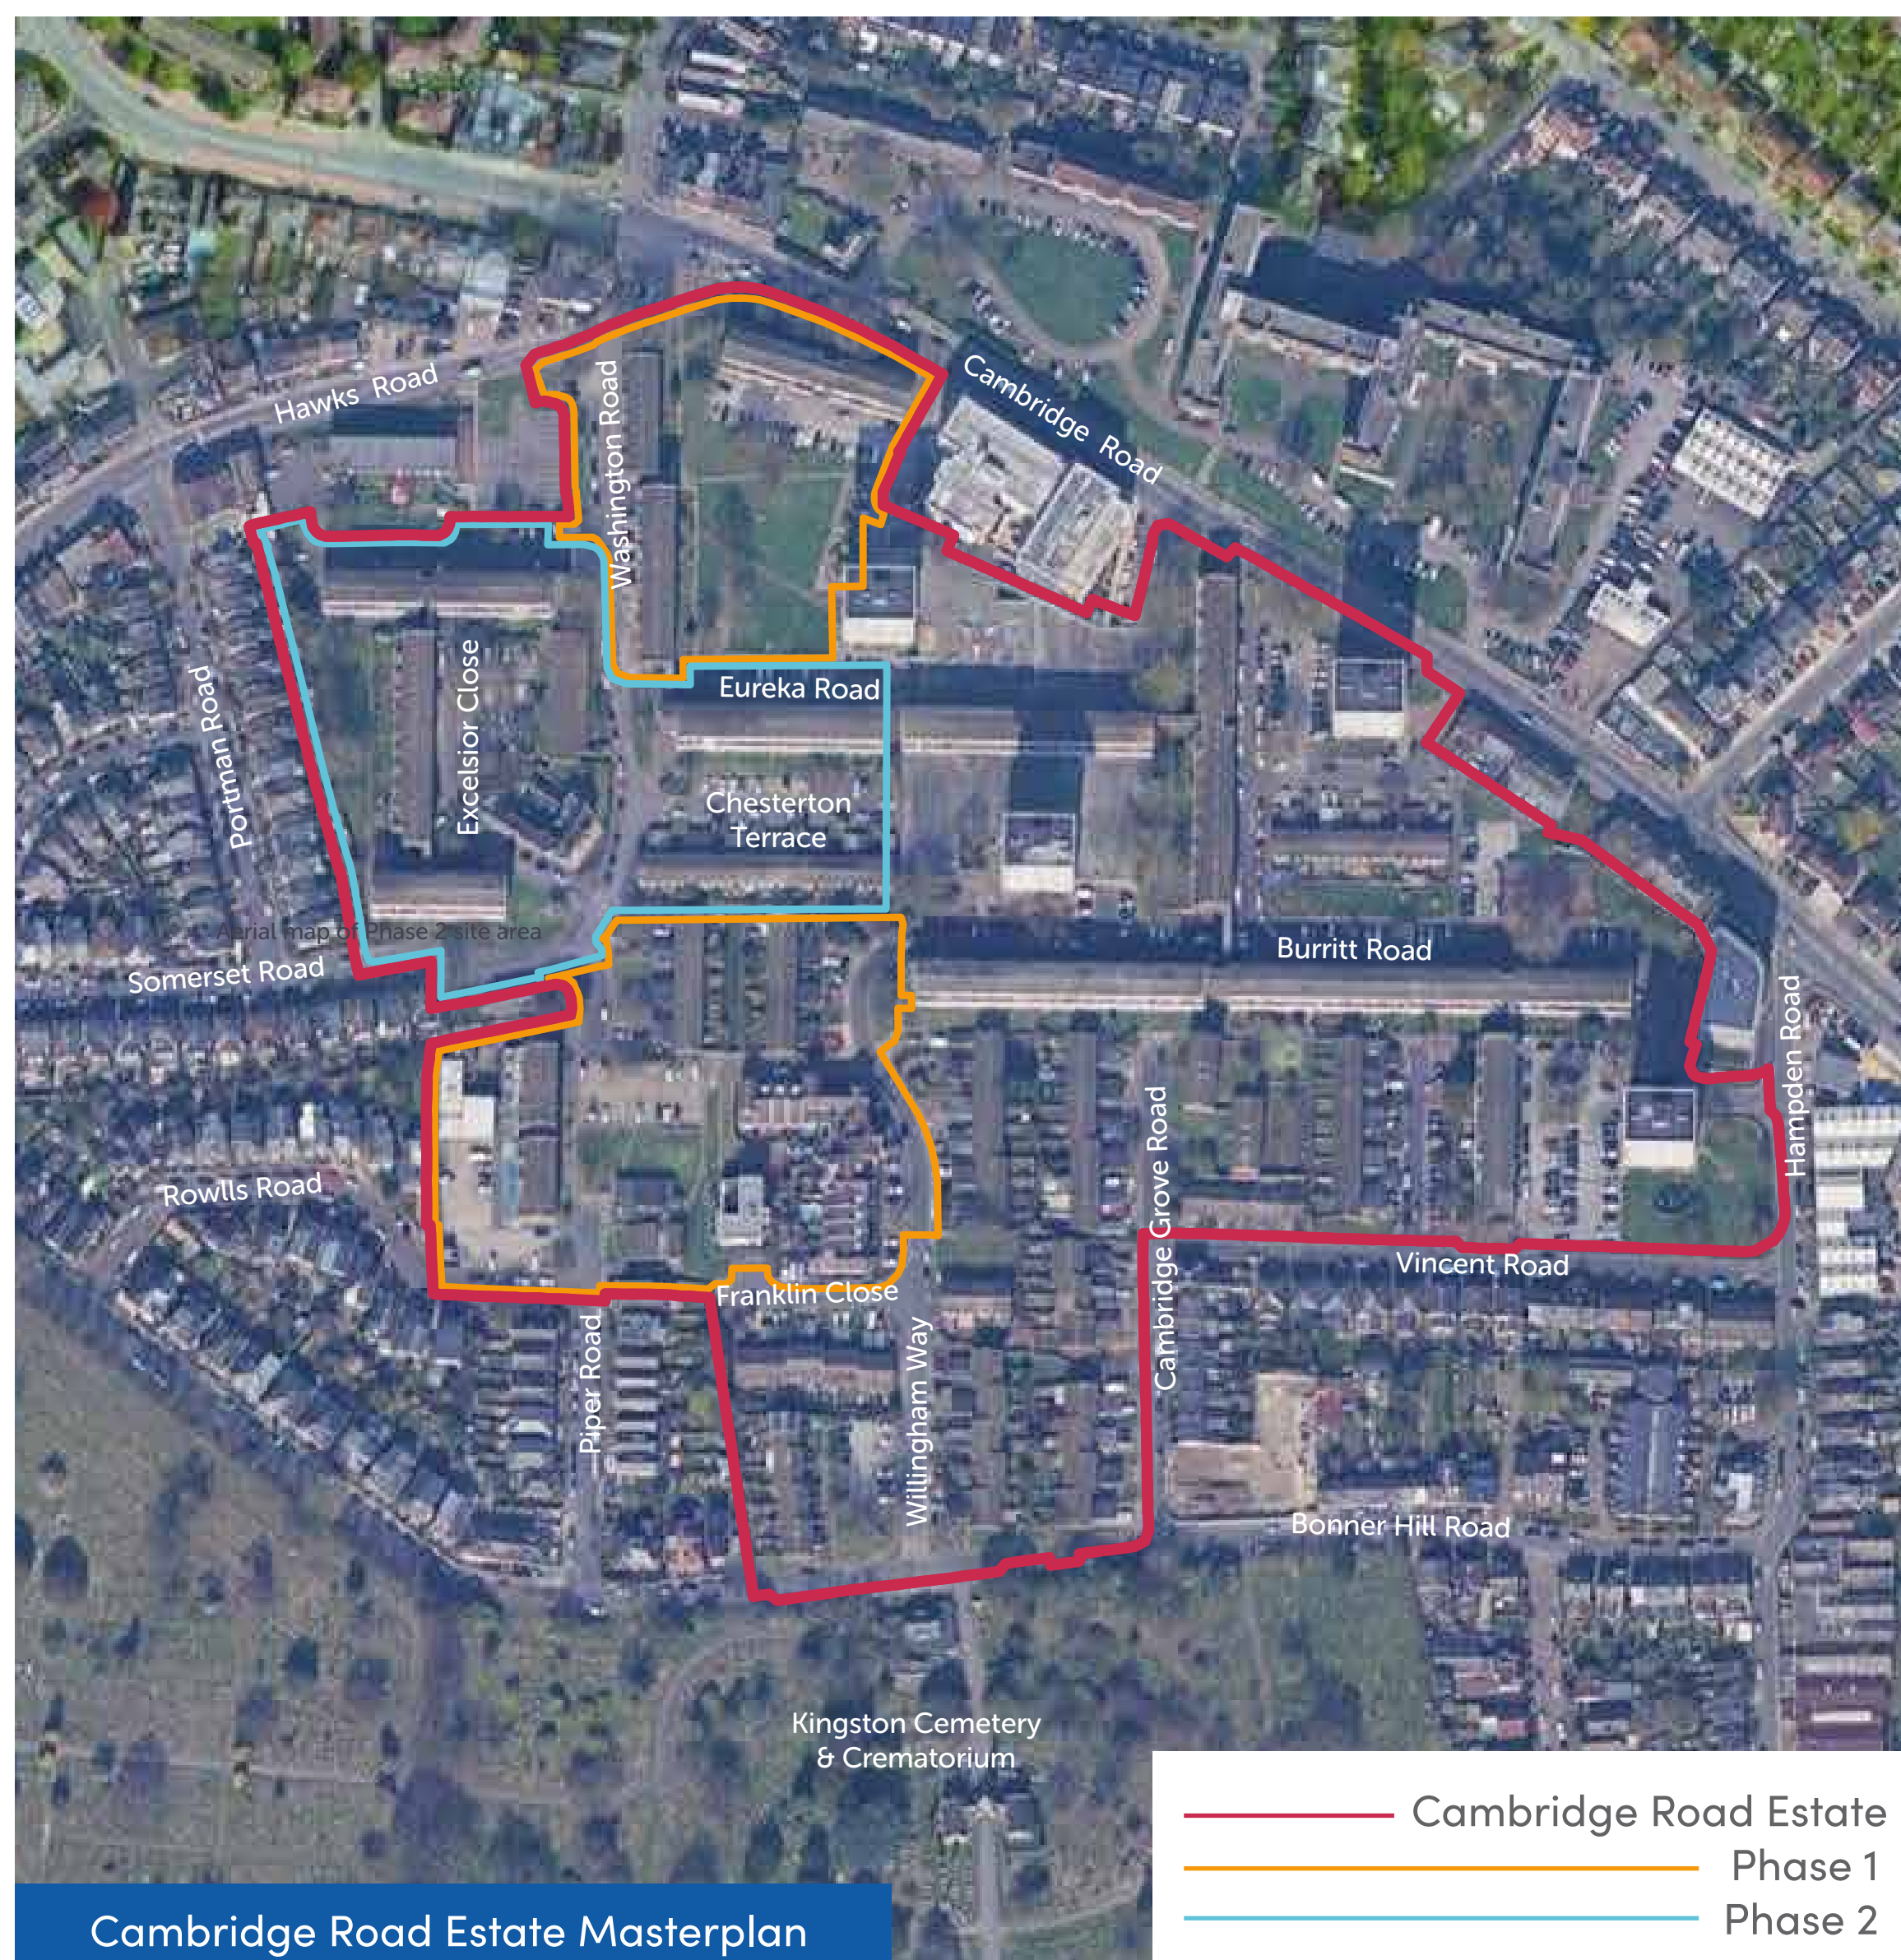 Hawks Road
Washington Road
Cambridge Road
Portman Road
Excelsior Close
Eureka Road
Chesterton
Terrace
Aerial map of Phase 2 site area
Somerset Road
Burritt Road
Hampden Road
Rowlls Road
Cambridge Grove Road
Vincent Road
Franklin Close
Piper Road
Willingham Way
Bonner Hill Road
Kingston Cemetery
& Crematorium
Cambridge Road Estate
Phase 1
Phase 2
Cambridge Road Estate Masterplan